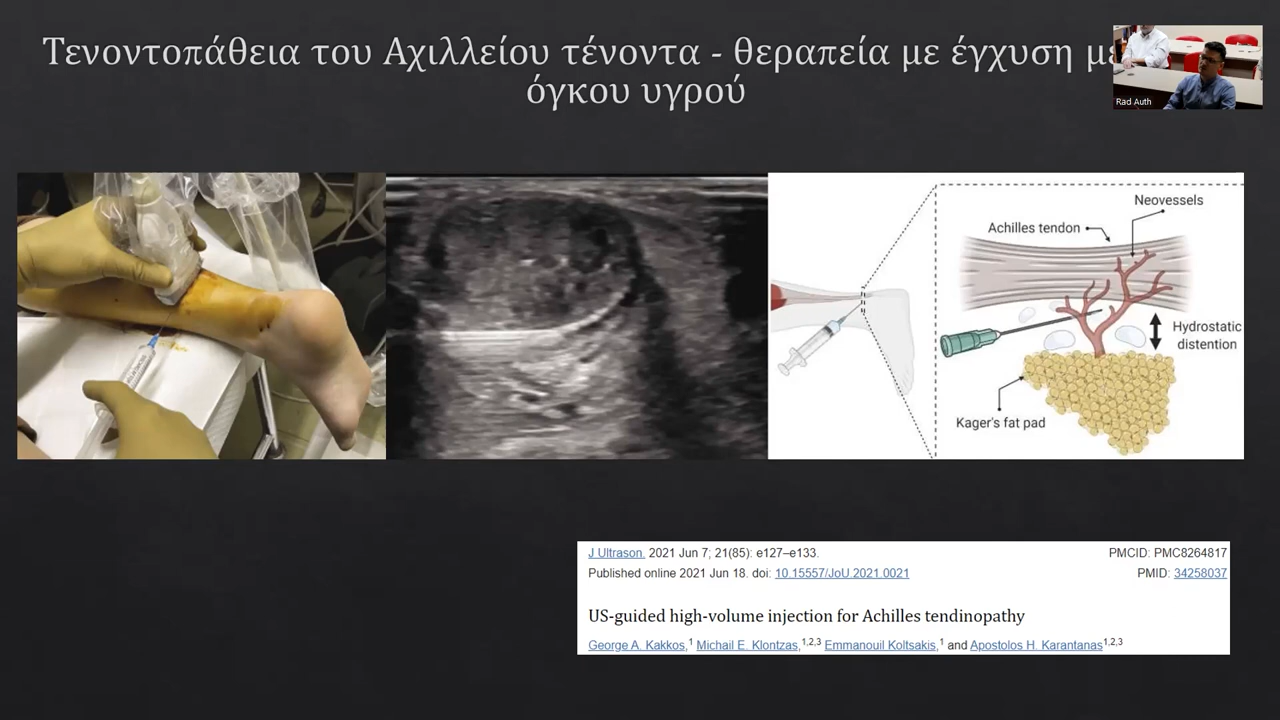 Τενοντοπάθεια του Αχιλλείου τένοντα - θεραπεία με έγχυση
όγκου υγρού
Rad Auth
Neovessels
Achilles tendon
Hydrostatic
distention
Kager's fat pad
J Ultrason. 2021 Jun 7; 21(85): e127–e133.
PMCID: PMC8264817
Published online 2021 Jun 18. doi: 10.15557/JoU.2021.0021
PMID: 34258037
US-guided high-volume injection for Achilles tendinopathy
George A. Kakkos,1 Michail E. Klontzas,1,2,3 Emmanouil Koltsakis,1 and Apostolos H. Karantanas1,2,3